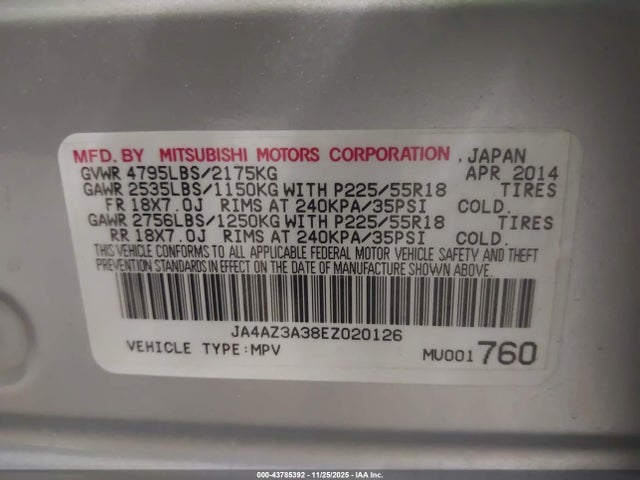 MFD.BY MITSUBISHI MOTORS CORPORATION , JAPAN
GVWR 4795LBS/2175KG APR 2014
GAWR 2535LBS/1150KG WITH P225/55R18 TIRES
FR 18X7.0J RIMS AT 240KPA/35PSI COLD.
GAWR 2756LBS/1250KG WITH P225/55R18 TIRES
RR 18X7.0J RIMS AT 240KPA/35PSI COLD.
THIS VEHICLE CONFORMS TO ALL APPLICABLE FEDERAL MOTOR VEHICLE SAFETY AND THEFT
PREVENTION STANDARDS IN EFFECT ON THE DATE OF MANUFACTURE SHOWN ABOVE.
JA4AZ3A38EZ020126
VEHICLE TYPE:MPV MU001 760
000-43785392 - 11/25/2025 - IAA Inc.